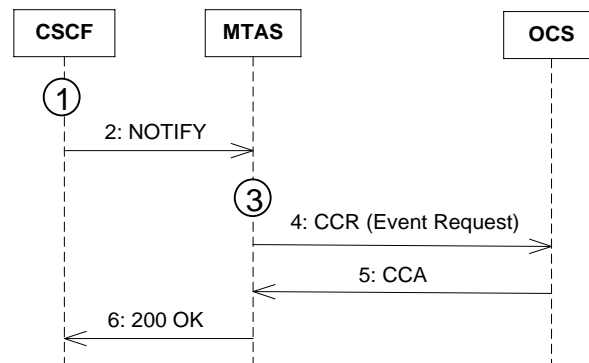 CSCF MTAS OCS
1
2: NOTIFY
3
4: CCR (Event Request)
5: CCA
6: 200 OK